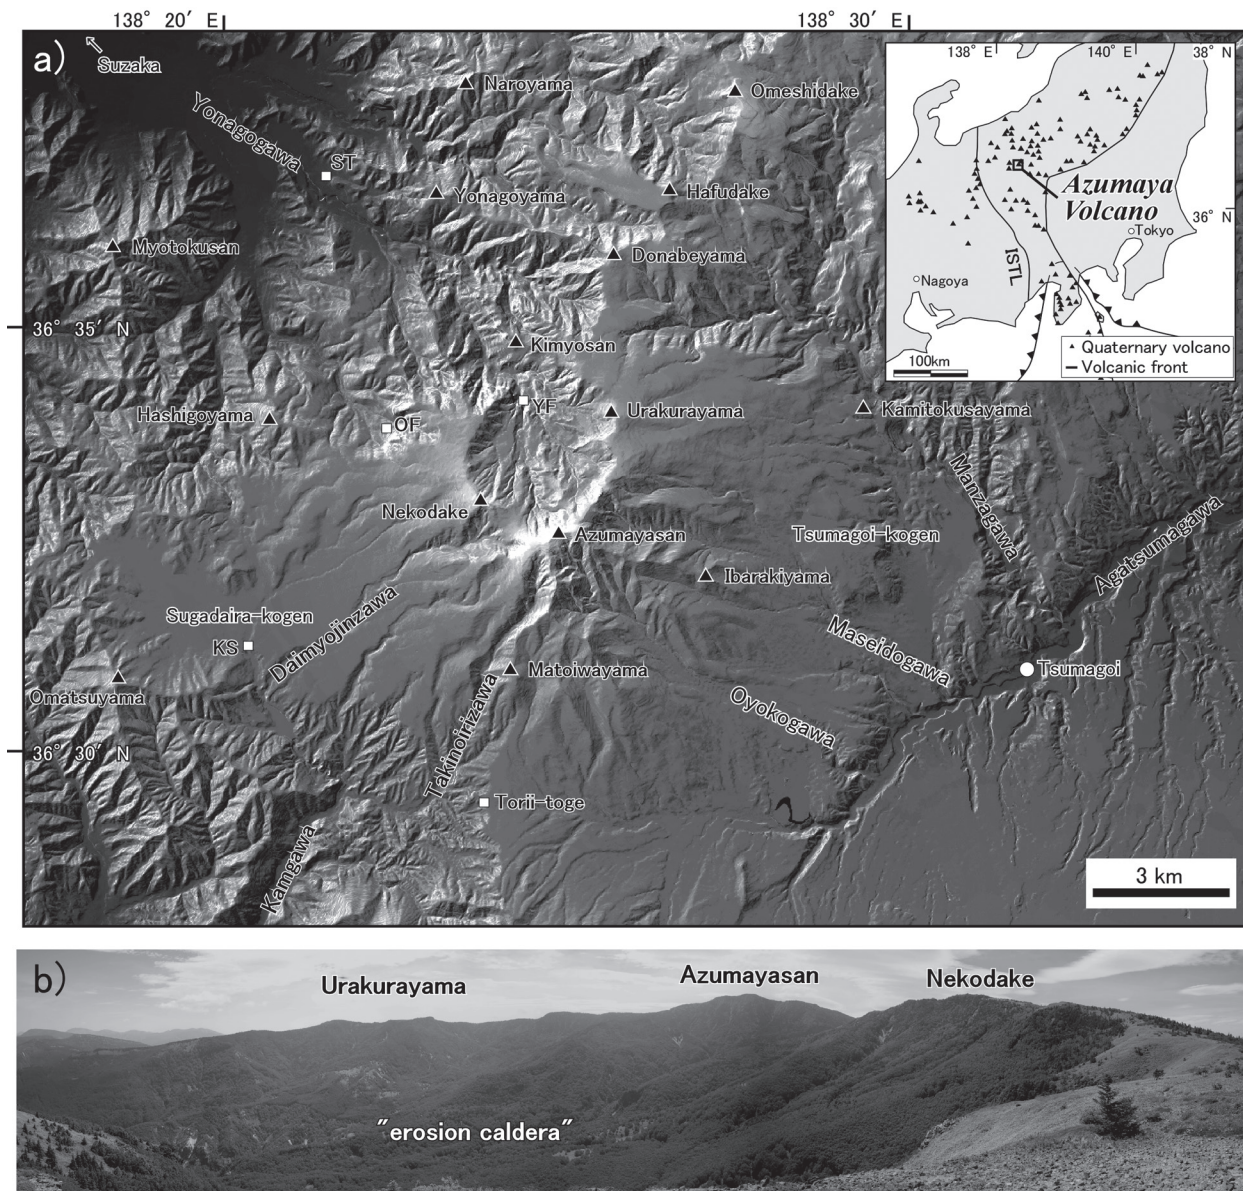 138° 20′ E
138° 30′ E
a)
Suzaka
Naroyama
Omeshidake
Yonagogawa
ST
Yonagoyama
Hafudake
Myotokusan
Donabeyama
36° 35′ N
Kimyosan
Hashigoyama
OF
YF
Urakurayama
Kamitokusayama
Nekodake
Azumayasan
Tsumagoi-kogen
Manzagawa
Agatsumagawa
Ibarakiyama
Sugadaira-kogen
KS
Daimyojinzawa
Maseidogawa
Omatsuyama
Matoiwayama
Tsumagoi
Oyokogawa
Takinoirizawa
36° 30′ N
Torii-toge
Kamgawa
3 km
138° E
140° E
38° N
Azumaya
Volcano
36° N
Tokyo
ISTL
Nagoya
Quaternary volcano
Volcanic front
100km
b)
Urakurayama
Azumayasan
Nekodake
"erosion caldera"